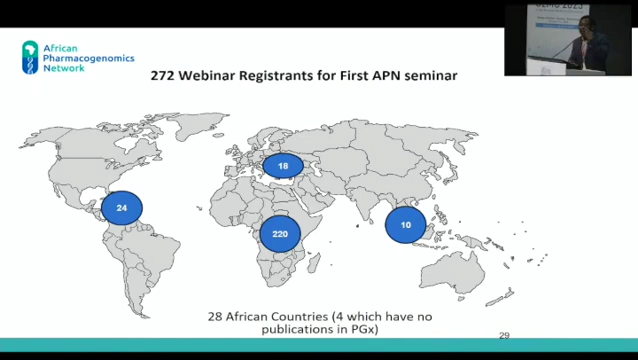 African
Pharmacogenomics
Network
272 Webinar Registrants for First APN seminar
18
24
220
10
28 African Countries (4 which have no
publications in PGx)
29